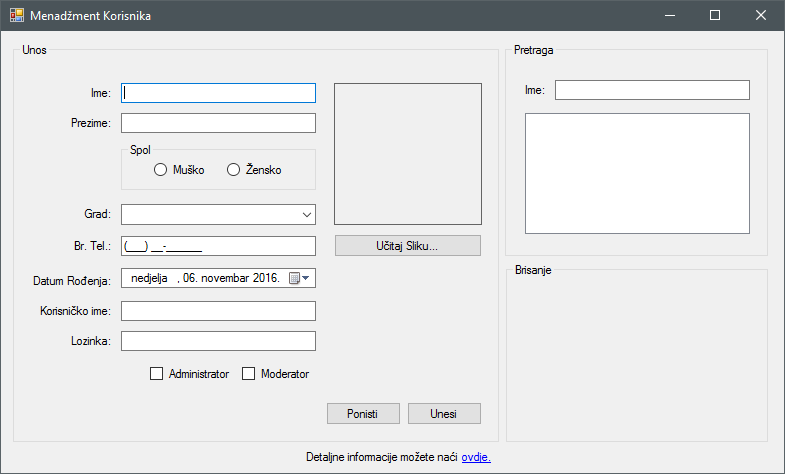 Menadžment Korisnika
Unos
Ime:
Prezime:
Spol
Muško Žensko
Grad:
Br. Tel.: (___) __-______
Datum Rođenja: nedjelja , 06. novembar 2016.
Korisničko ime:
Lozinka:
Administrator Moderator
Učitaj Sliku...
Ponisti Unesi
Pretraga
Ime:
Brisanje
Detaljne informacije možete naći ovdje.